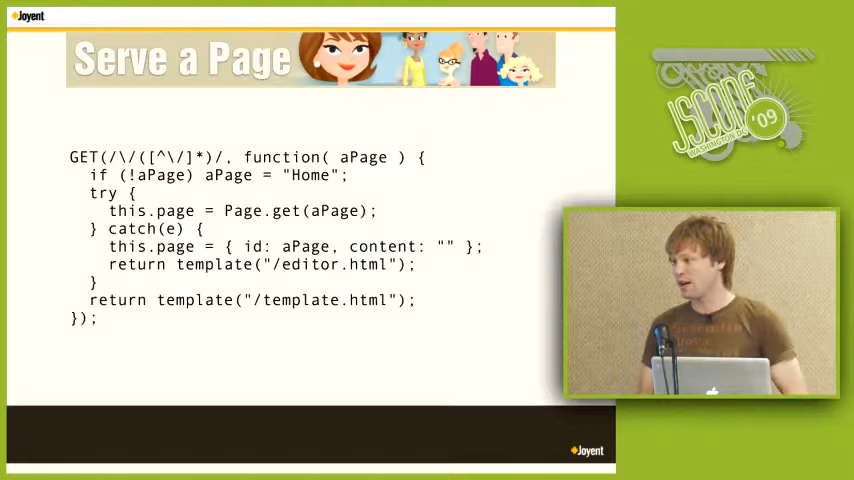 Joyent
Serve a Page
GET(/\/([^\/]*)/, function( aPage ) {
if (!aPage) aPage = "Home";
try {
this.page = Page.get(aPage);
} catch(e) {
this.page = { id: aPage, content: "" };
return template("/editor.html");
}
return template("/template.html");
});
Joyent
JSCONF
'09
WASHINGTON D.C.